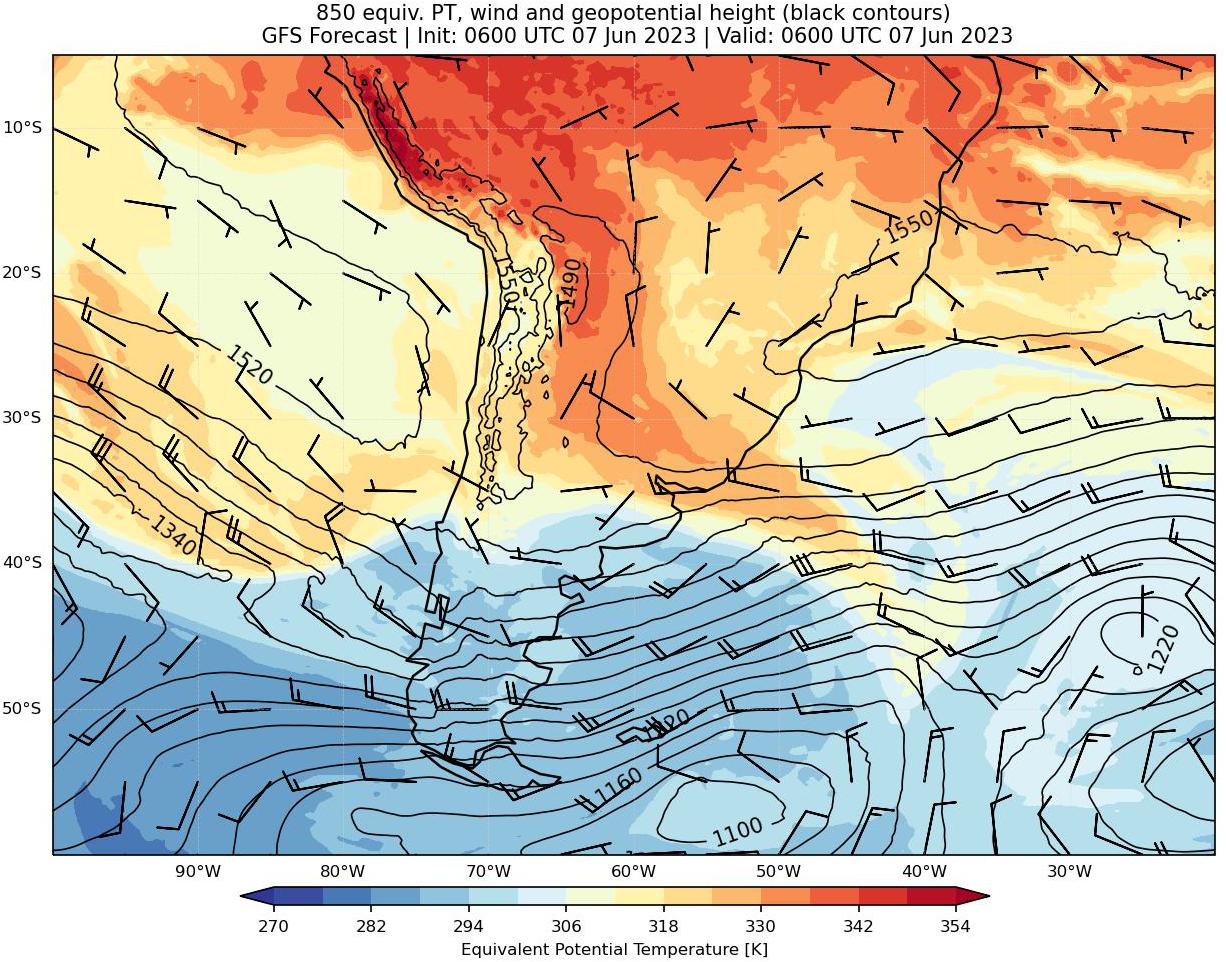 850 equiv. PT, wind and geopotential height (black contours)
GFS Forecast | Init: 0600 UTC 07 Jun 2023 | Valid: 0600 UTC 07 Jun 2023
10°S
20°S
30°S
40°S
50°S
1550
1490
1520
1340
1220
1160
1100
90°W
80°W
70°W
60°W
50°W
40°W
30°W
270
282
294
306
318
330
342
354
Equivalent Potential Temperature [K]